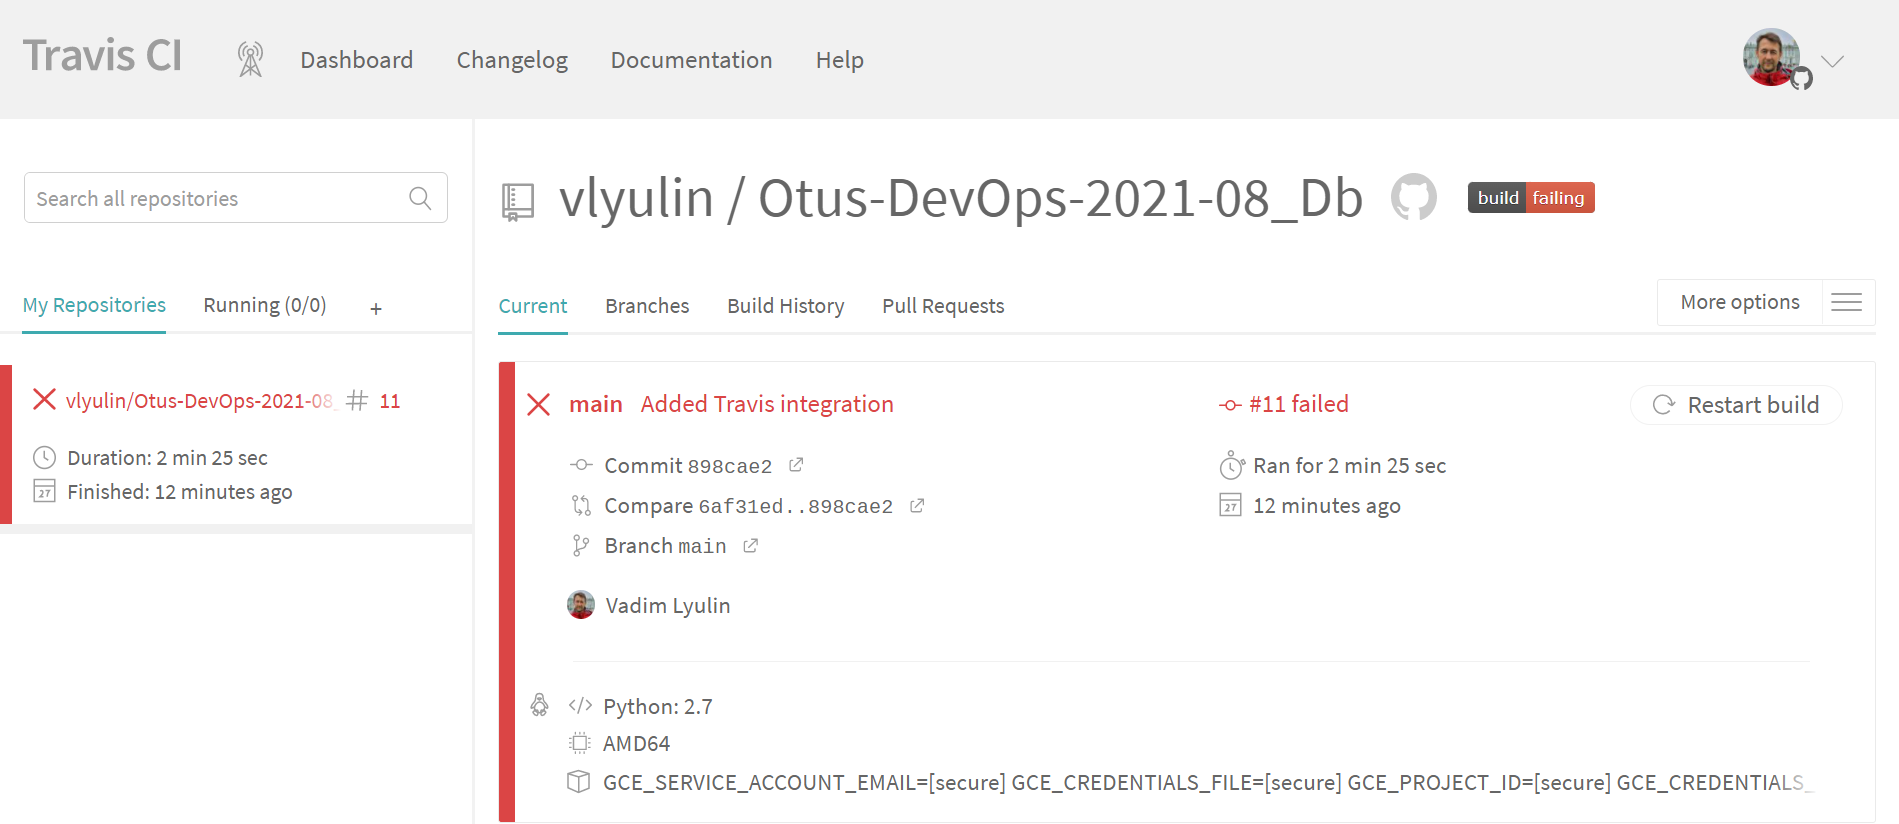 Travis CI
Dashboard Changelog Documentation Help
Search all repositories
My Repositories Running (0/0) +
vlyulin/Otus-DevOps-2021-08_ # 11
Duration: 2 min 25 sec
27 Finished: 12 minutes ago
vlyulin / Otus-DevOps-2021-08_Db build failing
Current Branches Build History Pull Requests More options
main Added Travis integration #11 failed Restart build
Commit 898cae2 Ran for 2 min 25 sec
Compare 6af31ed..898cae2 27 12 minutes ago
Branch main
Vadim Lyulin
</> Python: 2.7
AMD64
GCE_SERVICE_ACCOUNT_EMAIL=[secure] GCE_CREDENTIALS_FILE=[secure] GCE_PROJECT_ID=[secure] GCE_CREDENTIALS_